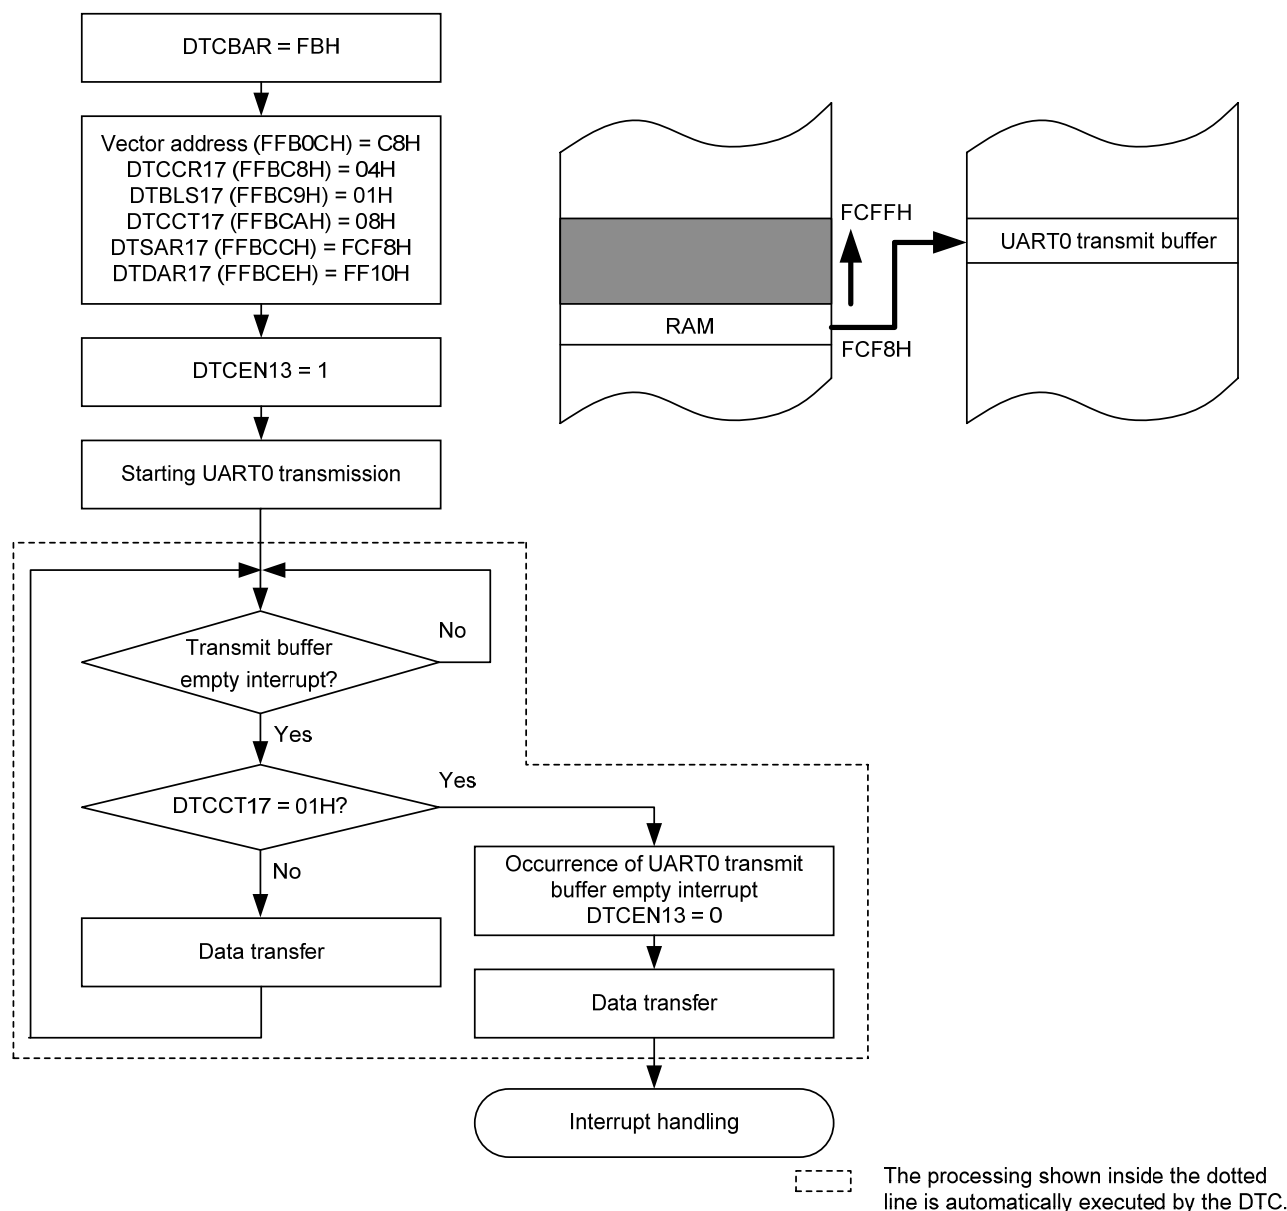 DTCBAR = FBH
Vector address (FFB0CH) = C8H
DTCCR17 (FFBC8H) = 04H
DTBLS17 (FFBC9H) = 01H
DTCCT17 (FFBCAH) = 08H
DTSAR17 (FFBCCH) = FCF8H
DTDAR17 (FFBCEH) = FF10H
DTCEN13 = 1
Starting UART0 transmission
FCFFH
UART0 transmit buffer
RAM
FCF8H
Transmit buffer
empty interrupt?
No
Yes
DTCCT17 = 01H?
Yes
No
Data transfer
Occurrence of UART0 transmit
buffer empty interrupt
DTCEN13 = 0
Data transfer
Interrupt handling
The processing shown inside the dotted
line is automatically executed by the DTC.